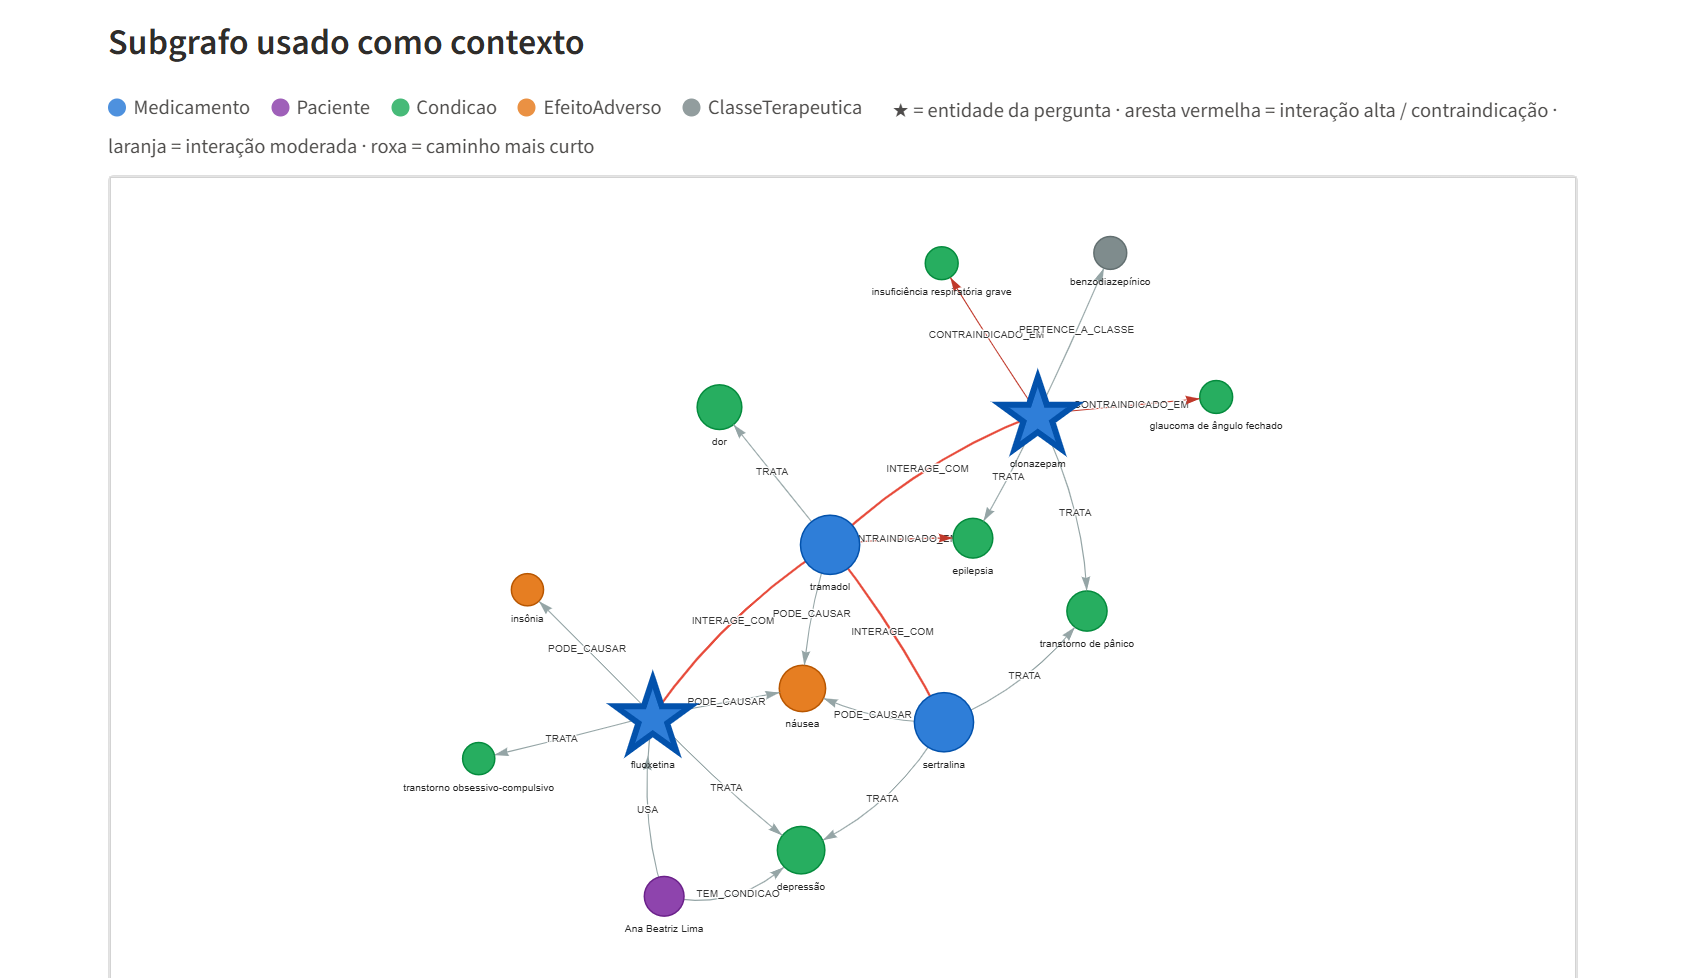 Subgrafo usado como contexto
Medicamento Paciente Condicao EfeitoAdverso ClasseTerapeutica ★ = entidade da pergunta · aresta vermelha = interação alta / contraindicação ·
laranja = interação moderada · roxa = caminho mais curto
benzodiazepínico
insuficiência respiratória grave
PERTENCE_A_CLASSE
CONTRAINDICADO_EM
CONTRAINDICADO_EM
glaucoma de ângulo fechado
dor
clonazepam
INTERAGE_COM
TRATA
TRATA
TRATA
NTRAINDICADO_E
epilepsia
tramadol
PODE_CAUSAR
insônia
INTERAGE_COM
INTERAGE_COM
transtorno de pânico
PODE_CAUSAR
TRATA
PODE_CAUSAR
PODE_CAUSAR
náusea
TRATA
fluoxetina
sertralina
transtorno obsessivo-compulsivo
TRATA
TRATA
USA
depressão
TEM_CONDICAO
Ana Beatriz Lima